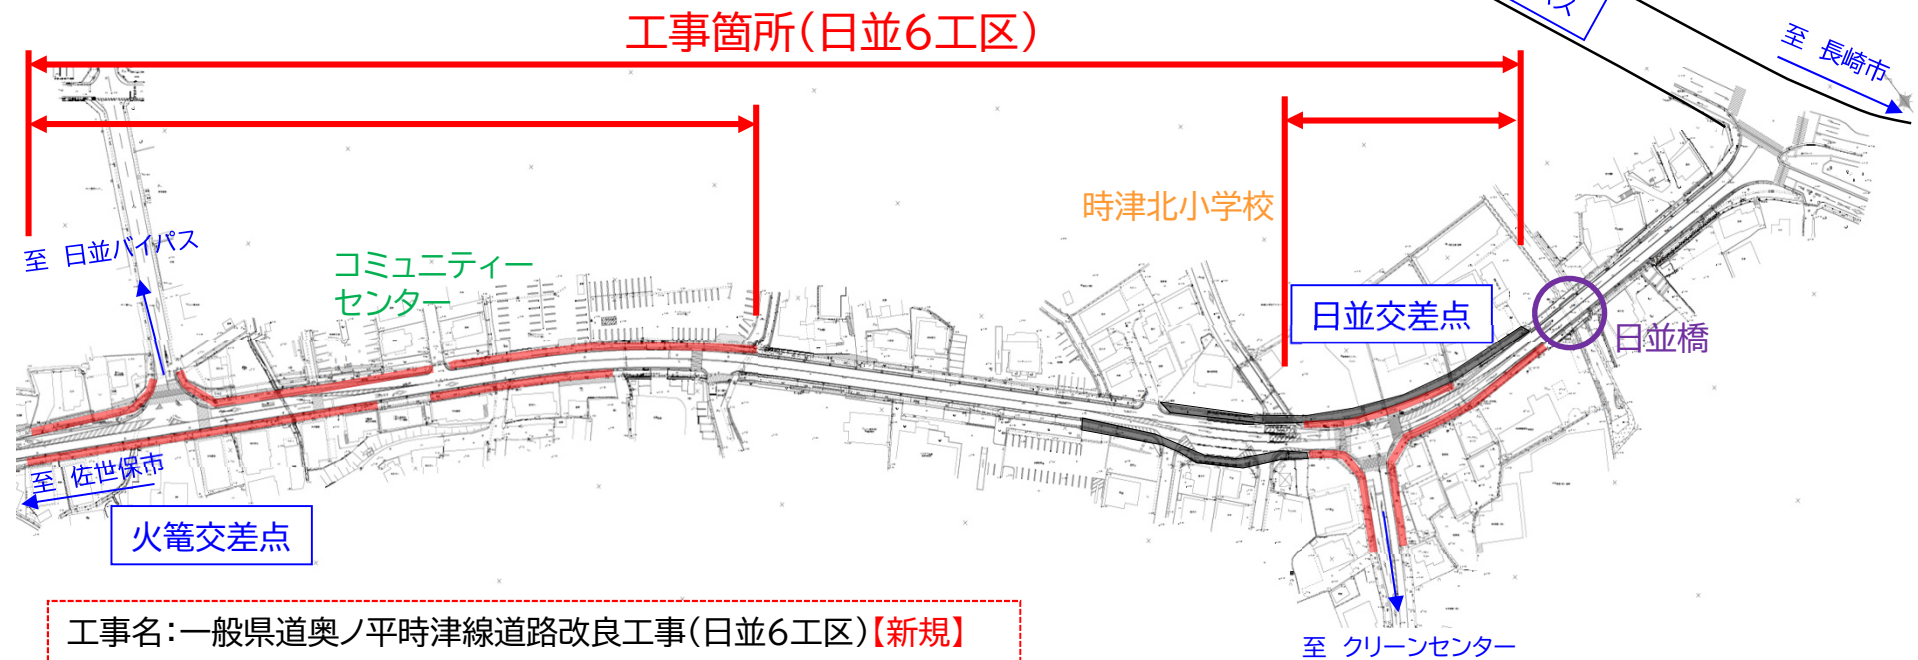 工事箇所(日並6工区)
パス
至 長崎市
時津北小学校
至 日並バイパス
コミュニティー
センター
日並交差点
日並橋
至 佐世保市
火篭交差点
工事名:一般県道奥ノ平時津線道路改良工事(日並6工区)【新規】
至 クリーンセンター